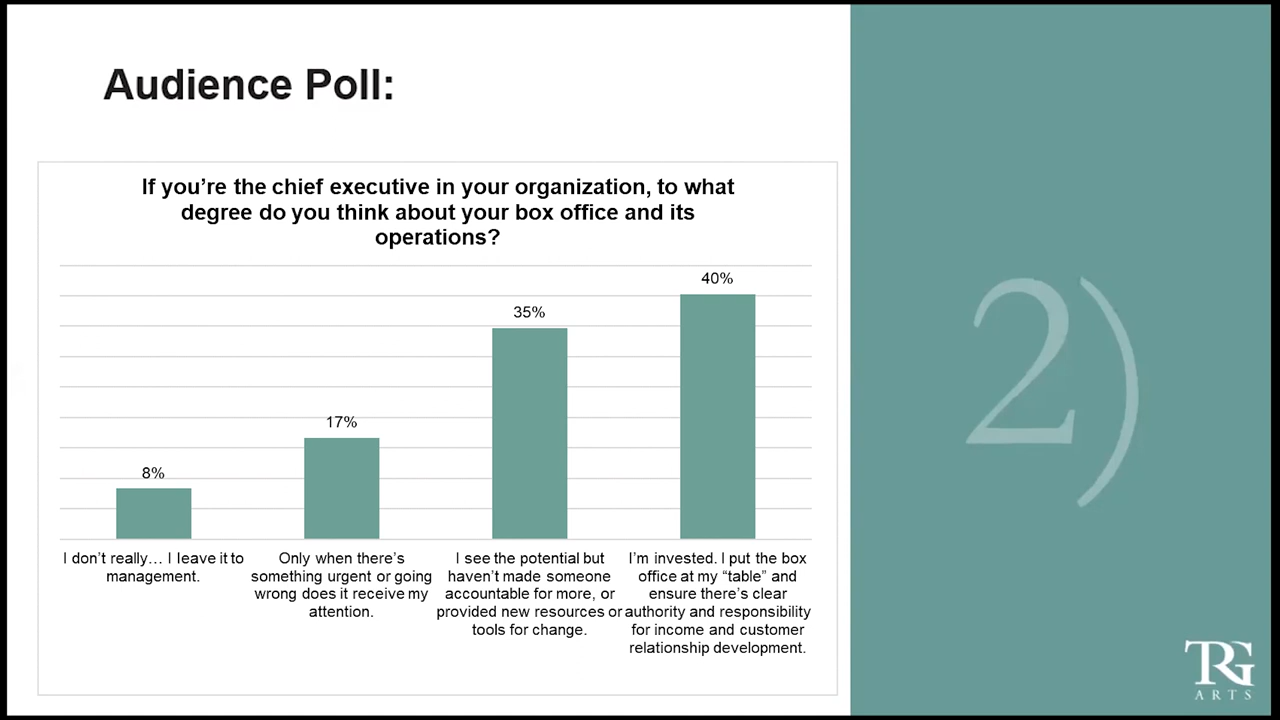 Audience Poll:
If you’re the chief executive in your organization, to what
degree do you think about your box office and its
operations?
8%
17%
35%
40%
I don’t really… I leave it to
management.
Only when there’s
something urgent or going
wrong does it receive my
attention.
I see the potential but
haven’t made someone
accountable for more, or
provided new resources or
tools for change.
I’m invested. I put the box
office at my “table” and
ensure there’s clear
authority and responsibility
for income and customer
relationship development.
2)
TRG
ARTS